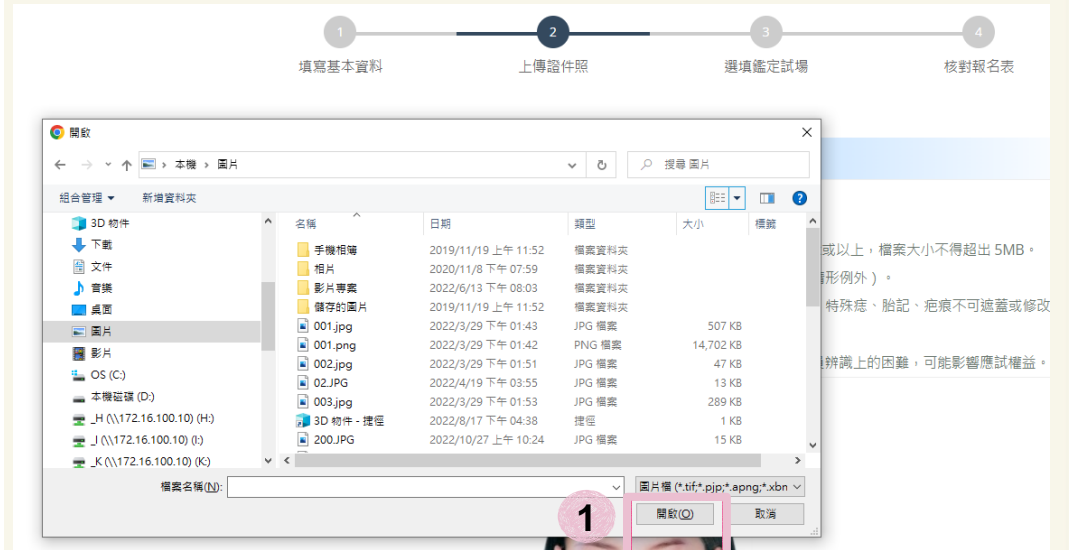 1 2 3 4
填寫基本資料 上傳證件照 選填鑑定試場 核對報名表
開啟
本機 › 圖片 搜尋 圖片
組合管理 新增資料夾
名稱 日期 類型 大小 標籤
3D 物件
下載
文件
音樂
桌面
圖片
影片
OS (C:)
本機磁碟 (D:)
_H (\\172.16.100.10) (H:)
_I (\\172.16.100.10) (I:)
_K (\\172.16.100.10) (K:)
手機相簿 2019/11/19 上午 11:52 檔案資料夾
相片 2020/11/8 下午 07:59 檔案資料夾
影片專案 2022/6/13 下午 08:03 檔案資料夾
儲存的圖片 2019/11/19 上午 11:52 檔案資料夾
001.jpg 2022/3/29 下午 01:43 JPG 檔案 507 KB
001.png 2022/3/29 下午 01:42 PNG 檔案 14,702 KB
002.jpg 2022/3/29 下午 01:51 JPG 檔案 47 KB
02.JPG 2022/4/19 下午 03:55 JPG 檔案 13 KB
003.jpg 2022/3/29 下午 01:53 JPG 檔案 289 KB
3D 物件 - 捷徑 2022/8/17 下午 04:38 捷徑 1 KB
200.JPG 2022/10/27 上午 10:24 JPG 檔案 15 KB
或以上，檔案大小不得超出 5MB。
情形例外）。
特殊痣、胎記、疤痕不可遮蓋或修改
辨識上的困難，可能影響應試權益。
檔案名稱(N): 圖片檔 (*.tif;*.pjp;*.apng;*.xbn
1 開啟(O) 取消